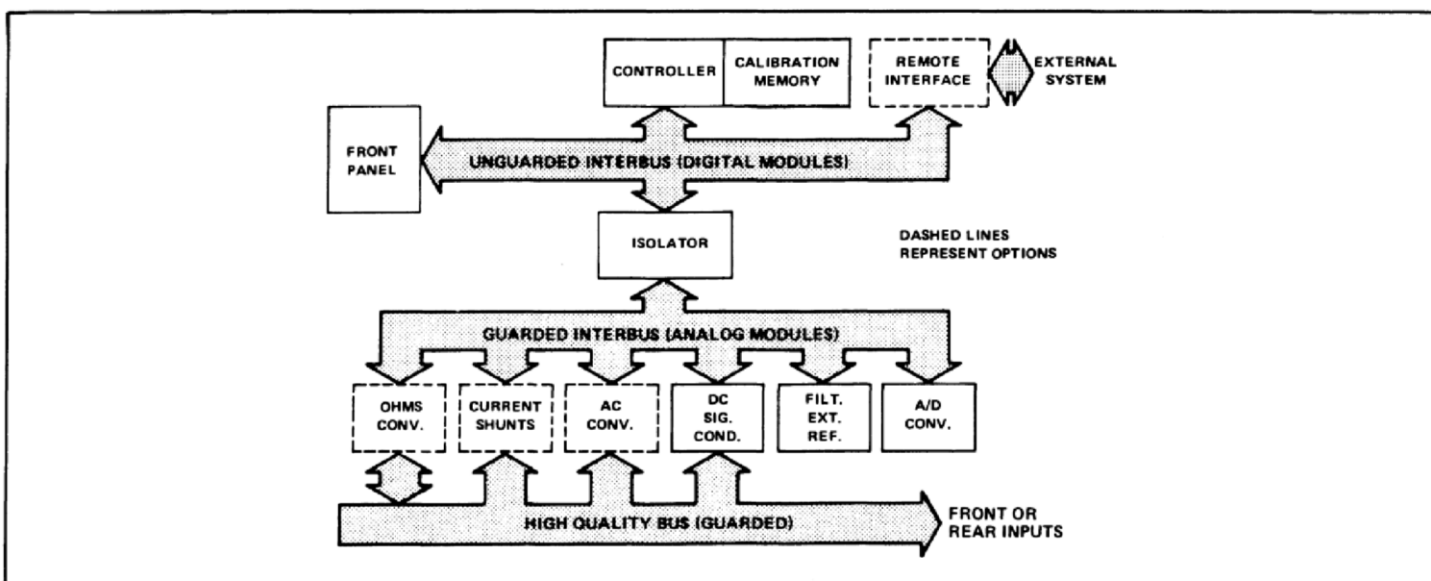 CONTROLLER
CALIBRATION
MEMORY
REMOTE
INTERFACE
EXTERNAL
SYSTEM
FRONT
PANEL
UNGUARDED INTERBUS (DIGITAL MODULES)
ISOLATOR
DASHED LINES
REPRESENT OPTIONS
GUARDED INTERBUS (ANALOG MODULES)
OHMS
CONV.
CURRENT
SHUNTS
AC
CONV.
DC
SIG.
COND.
FILT.
EXT.
REF.
A/D
CONV.
HIGH QUALITY BUS (GUARDED)
FRONT OR
REAR INPUTS